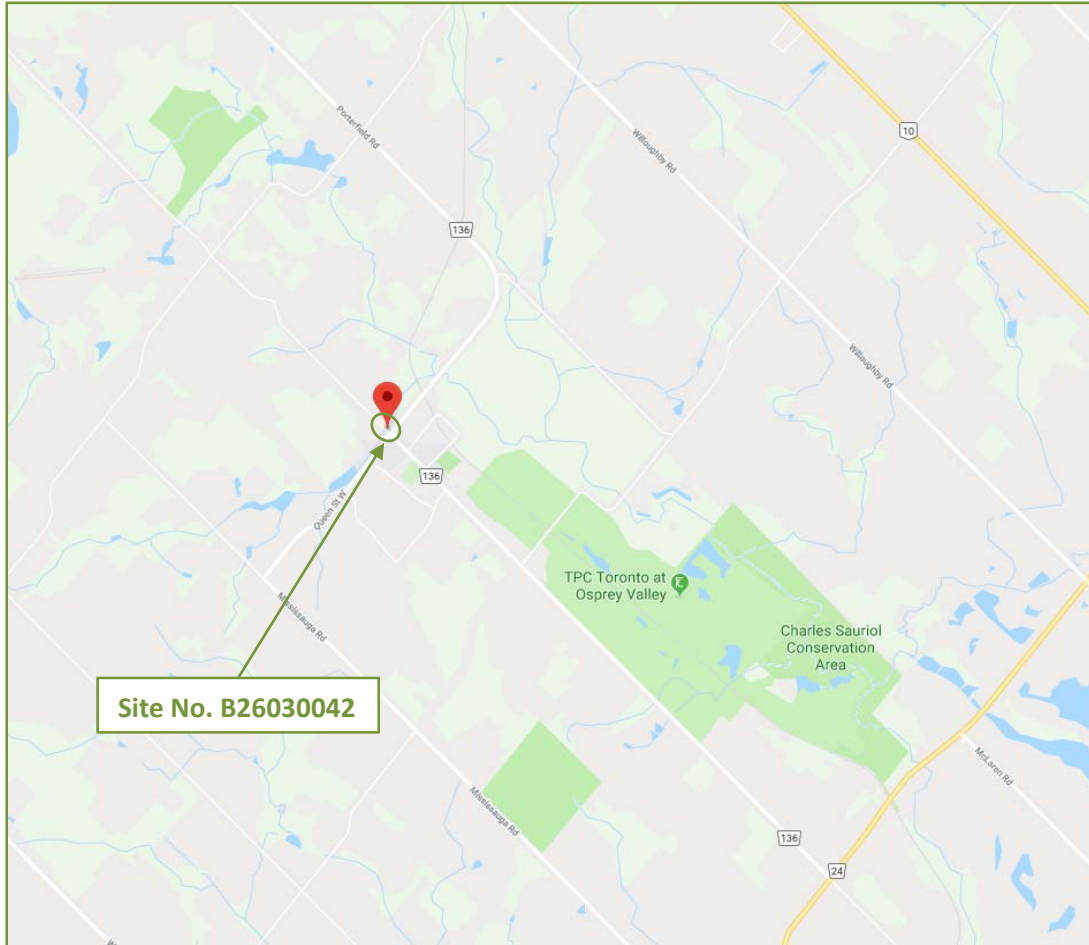 Porterfield Rd
Willoughby Rd
10
136
Willoughby Rd
136
Queen St W
TPC Toronto at
Osprey Valley
Mississauga Rd
Charles Sauriol
Conservation
Area
Site No. B26030042
McLaren Rd
Mississauga Rd
136
24